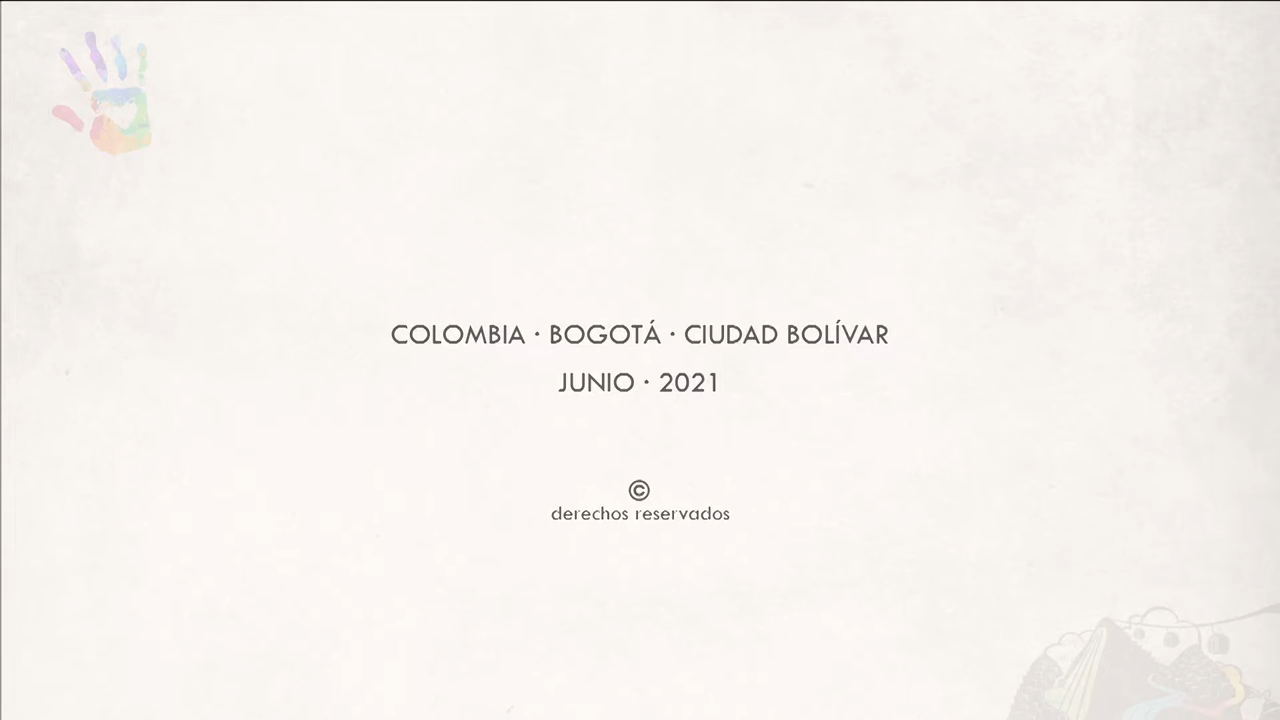 COLOMBIA · BOGOTÁ · CIUDAD BOLÍVAR
JUNIO · 2021
©
derechos reservados